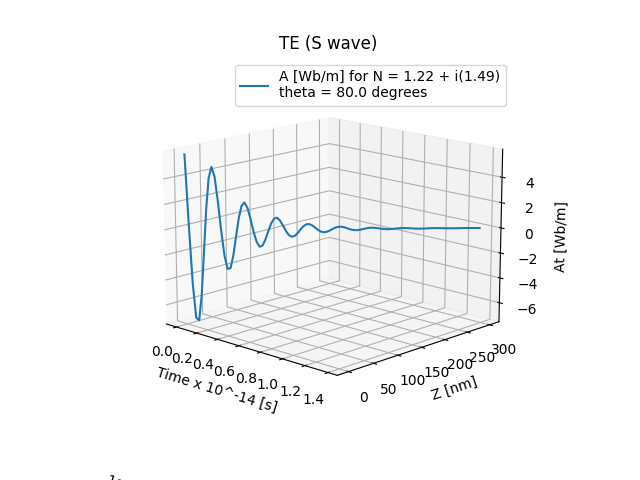 TE (S wave)
A [Wb/m] for N = 1.22 + i(1.49)
theta = 80.0 degrees
4
2
0
−2
−4
−6
At [Wb/m]
0.0 0.2 0.4 0.6 0.8 1.0 1.2 1.4
Time x 10^-14 [s]
0 50 100 150 200 250 300
Z [nm]